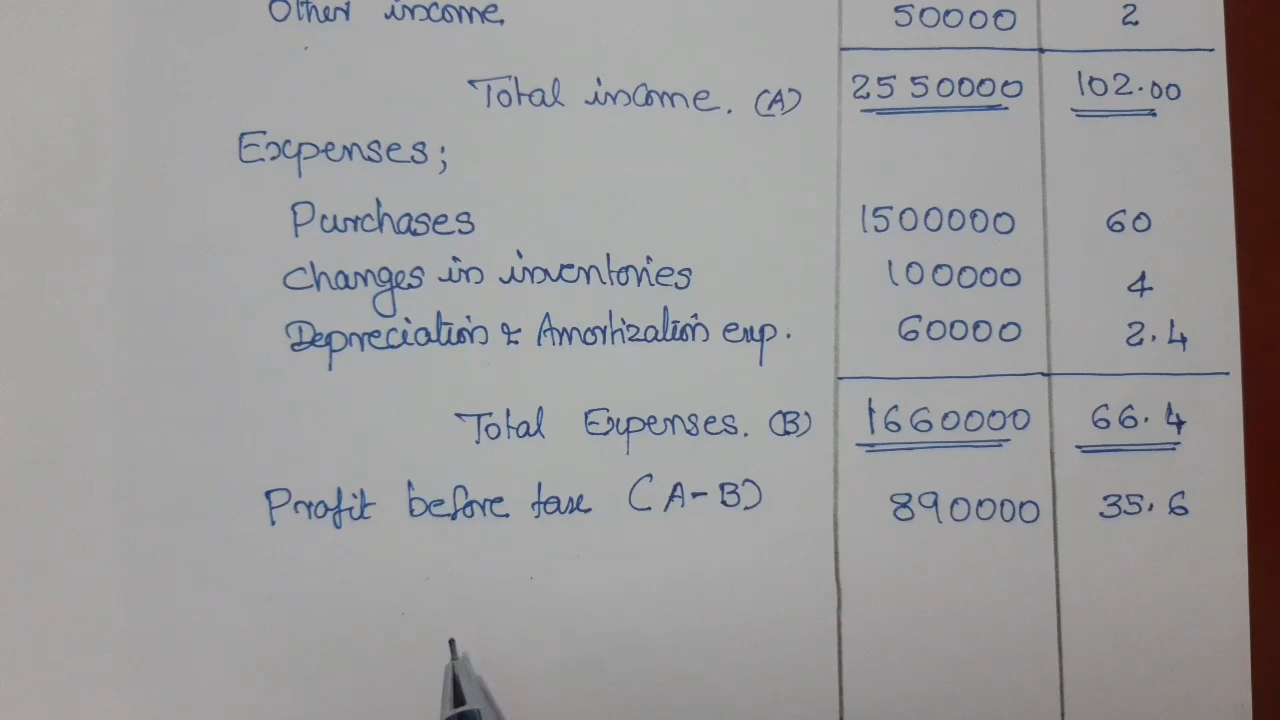 Other income. 50000 2
Total income. (A) 2550000 102.00
Expenses;
Purchases 1500000 60
Changes in inventories 100000 4
Depreciation & Amortization exp. 60000 2.4
Total Expenses. (B) 1660000 66.4
Profit before tax (A-B) 890000 35.6